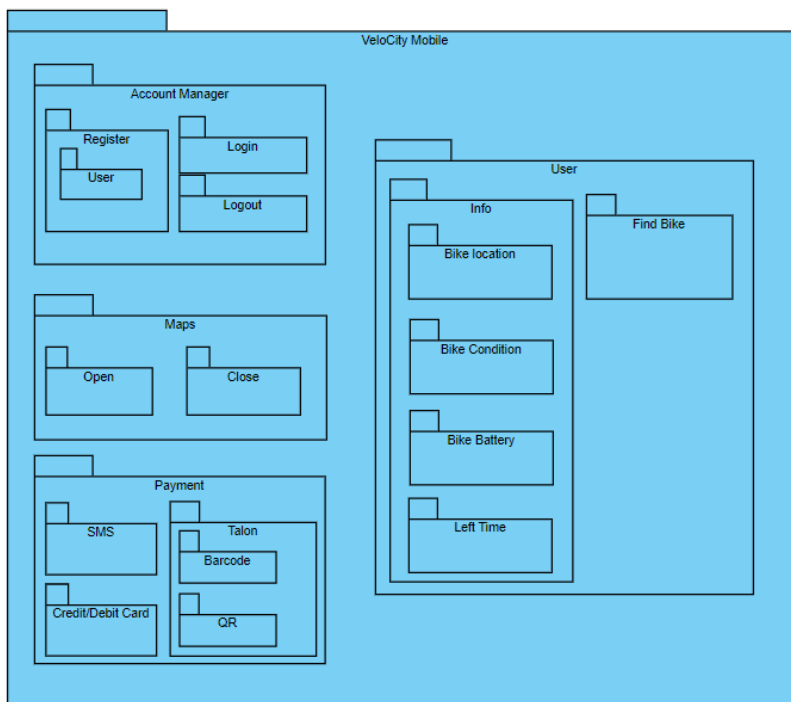 VeloCity Mobile
Account Manager
Register
User
Login
Logout
Maps
Open
Close
Payment
SMS
Credit/Debit Card
Talon
Barcode
QR
User
Info
Bike location
Bike Condition
Bike Battery
Left Time
Find Bike